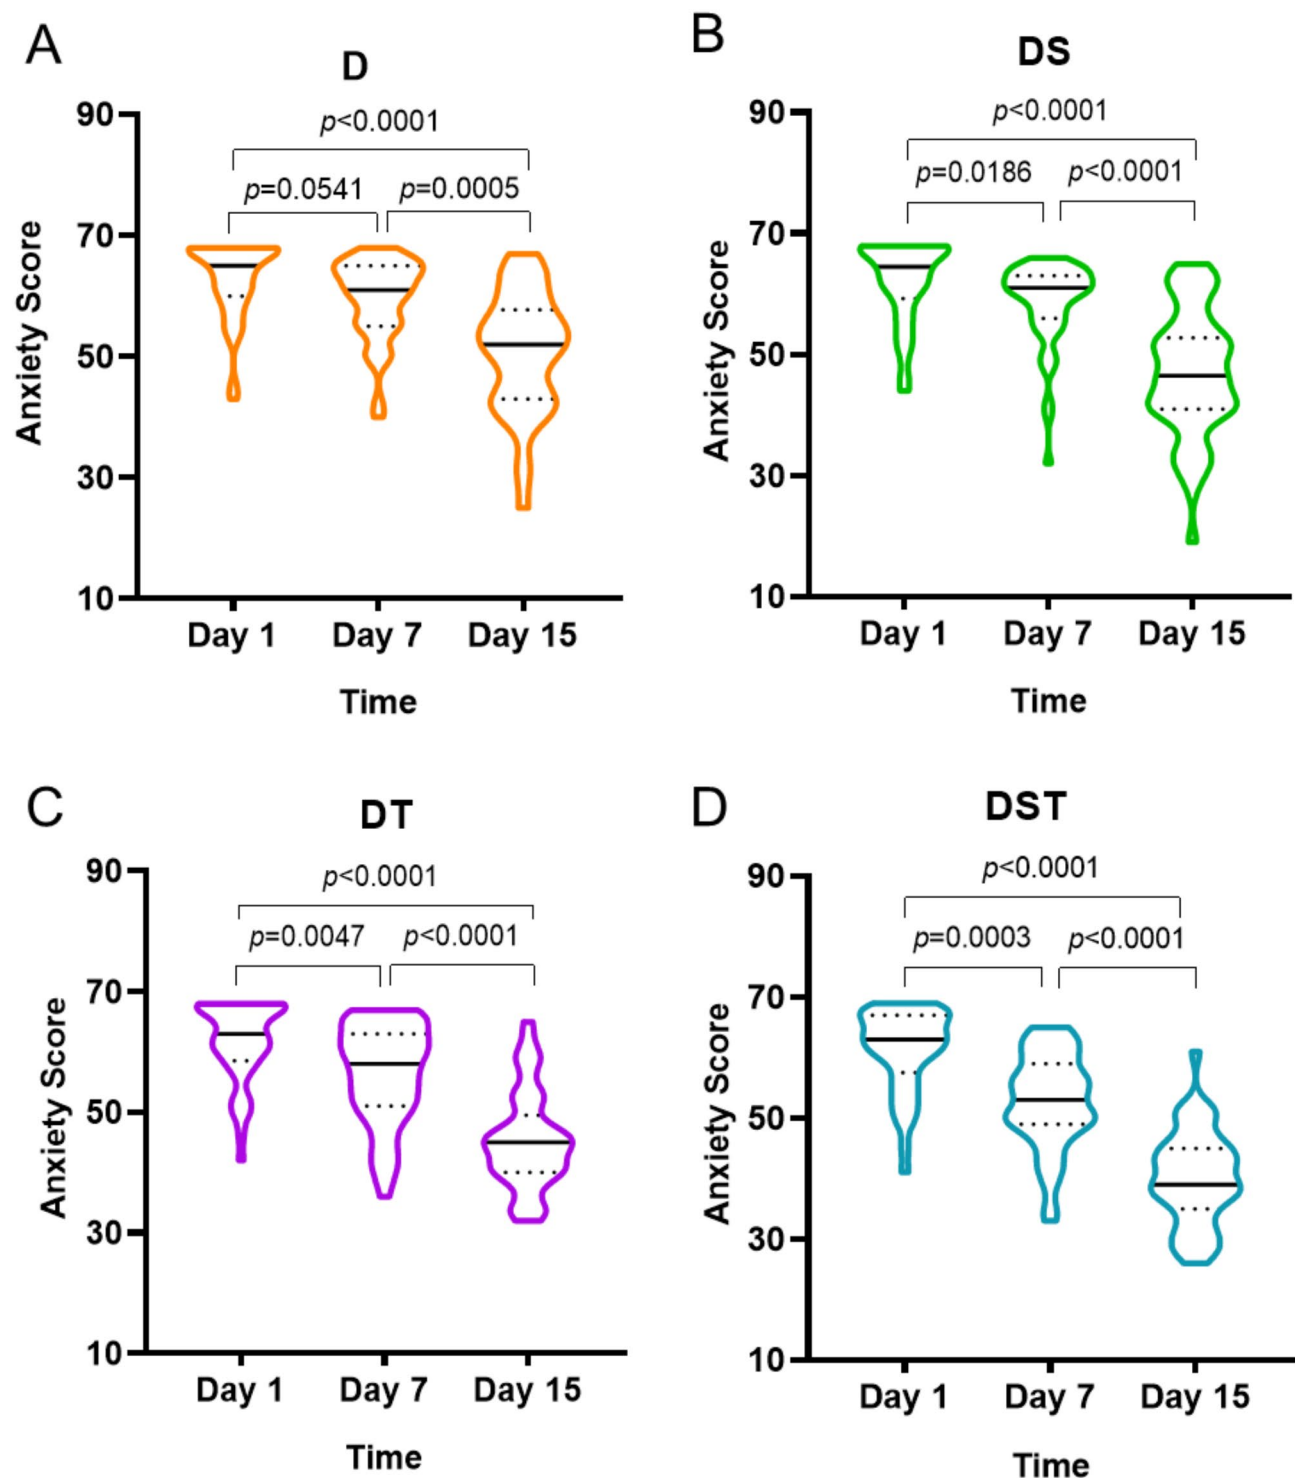 A
D
90
70
50
30
10
Anxiety Score
p<0.0001
p=0.0541
p=0.0005
Day 1
Day 7
Day 15
Time
B
DS
90
70
50
30
10
Anxiety Score
p<0.0001
p=0.0186
p<0.0001
Day 1
Day 7
Day 15
Time
C
DT
90
70
50
30
10
Anxiety Score
p<0.0001
p=0.0047
p<0.0001
Day 1
Day 7
Day 15
Time
D
DST
90
70
50
30
10
Anxiety Score
p<0.0001
p=0.0003
p<0.0001
Day 1
Day 7
Day 15
Time